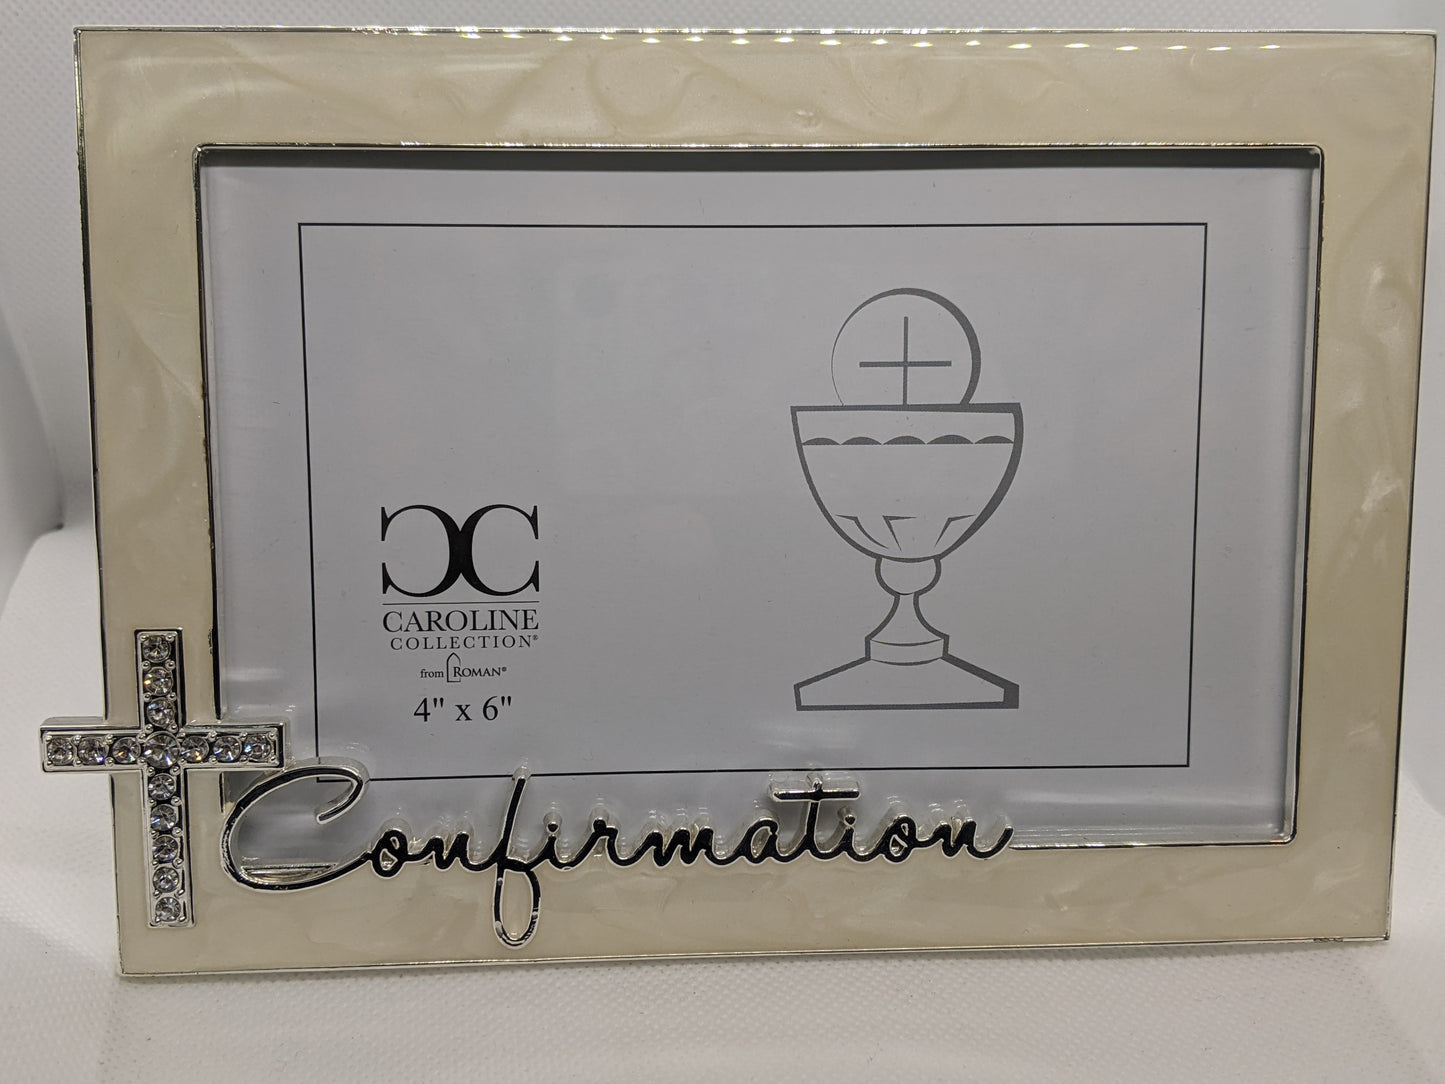 CC
CAROLINE
COLLECTION®
from ROMAN®
4" x 6"
Confirmation